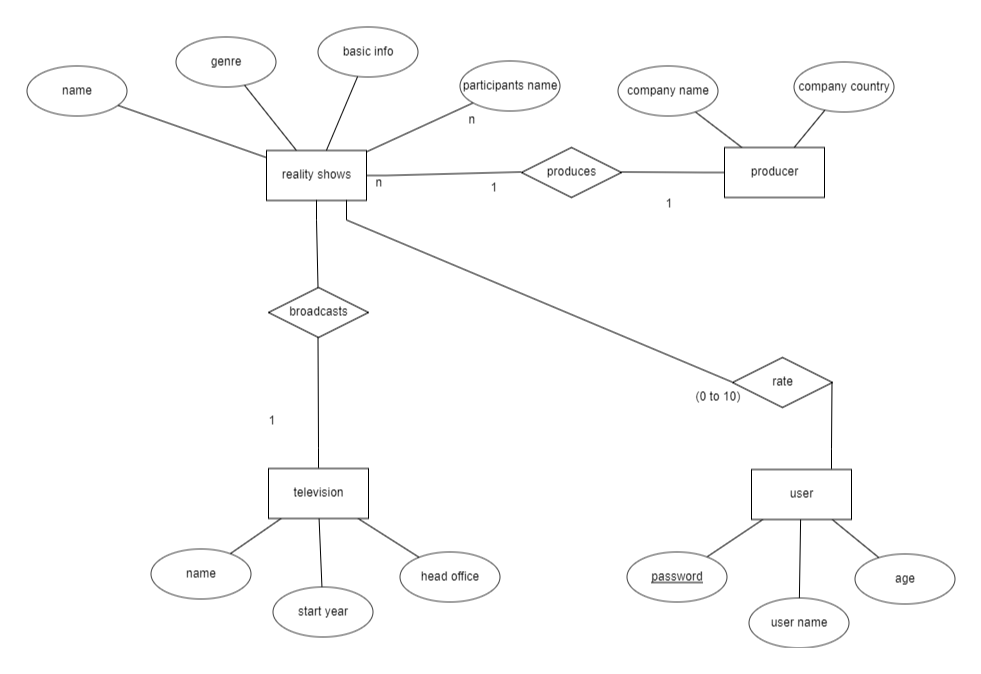 basic info
genre
participants name
company country
name
company name
n
reality shows
produces
producer
n
1
1
broadcasts
rate
(0 to 10)
1
television
user
name
head office
password
age
start year
user name